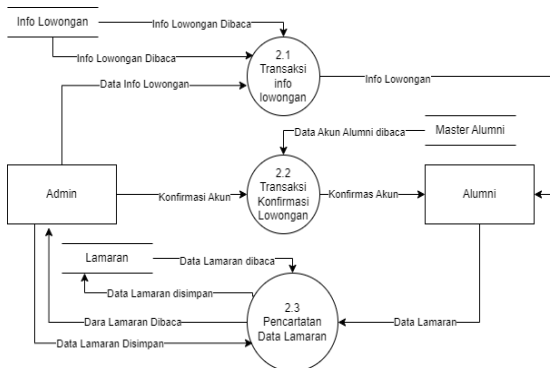 Info Lowongan
Info Lowongan Dibaca
Info Lowongan Dibaca
2.1
Transaksi
info
lowongan
Info Lowongan
Data Info Lowongan
Data Akun Alumni dibaca
Master Alumni
Admin
Konfirmasi Akun
2.2
Transaksi
Konfirmasi
Lowongan
Konfirmas Akun
Alumni
Lamaran
Data Lamaran dibaca
Data Lamaran disimpan
2.3
Pencartatan
Data Lamaran
Dara Lamaran Dibaca
Data Lamaran
Data Lamaran Disimpan